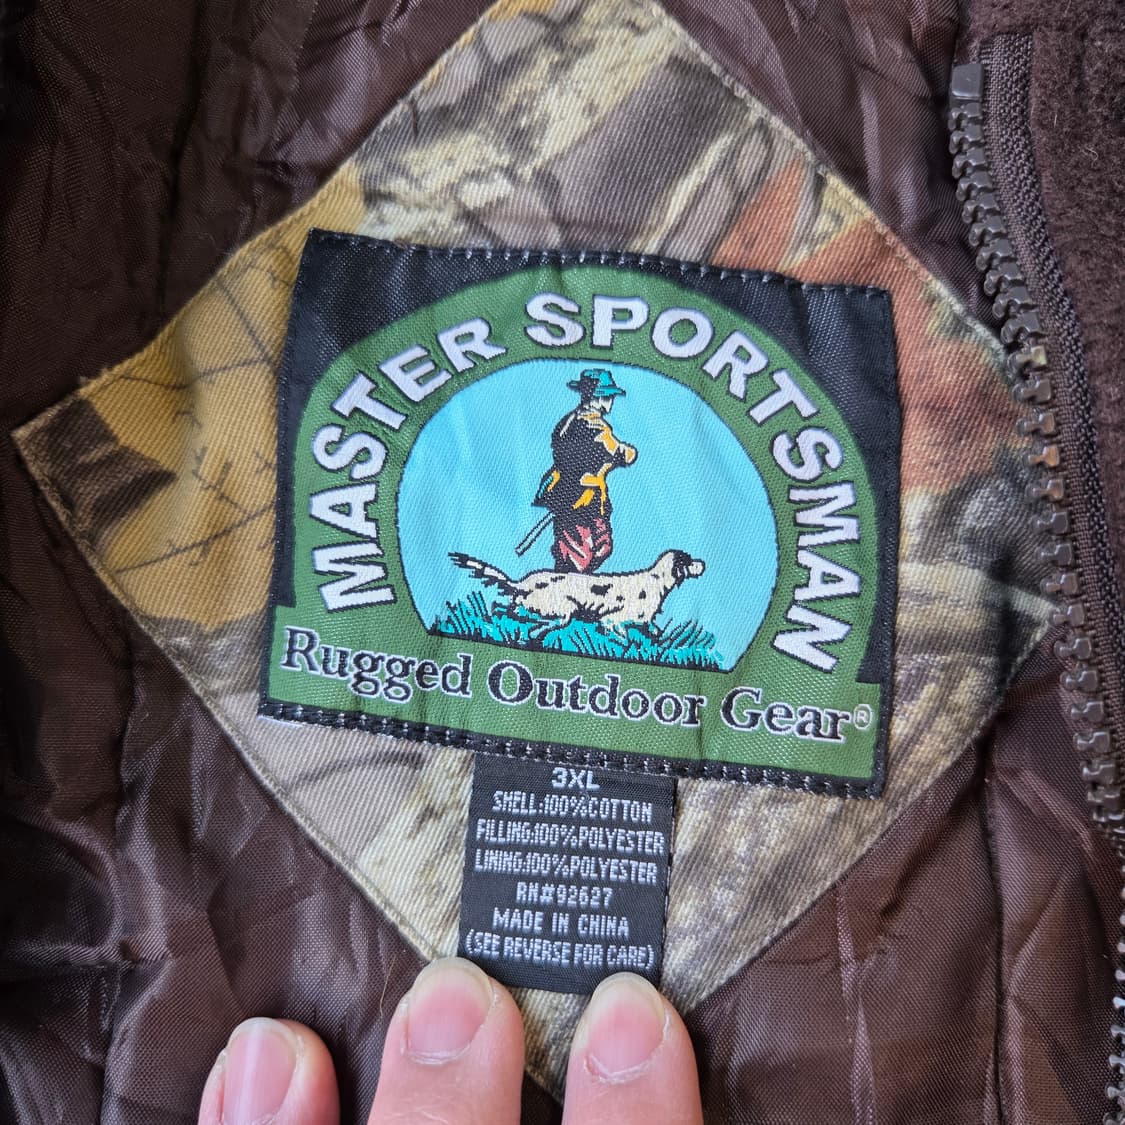 MASTER SPORTSMAN
Rugged Outdoor Gear®
3XL
SHELL:100%COTTON
FILLING:100%POLYESTER
LINING:100%POLYESTER
RN#92627
MADE IN CHINA
(SEE REVERSE FOR CARE)